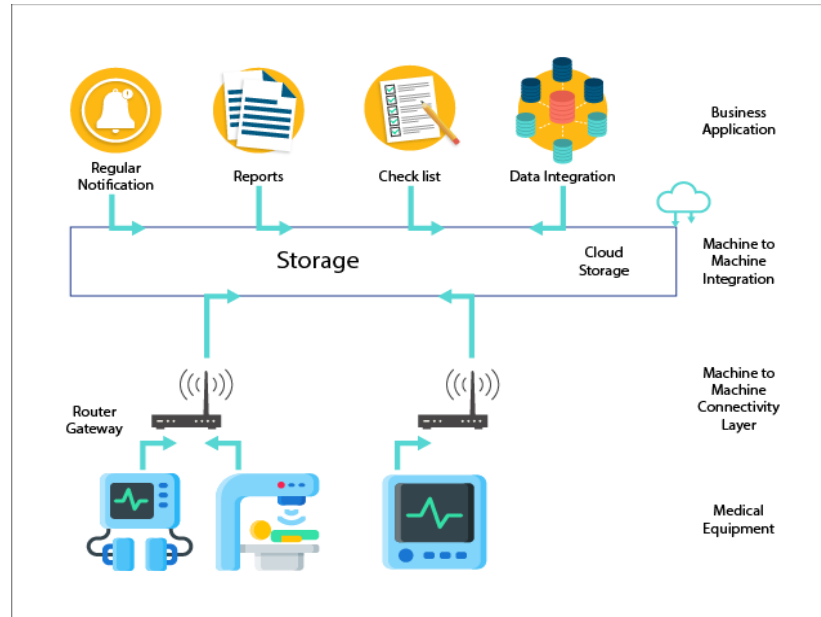 Regular
Notification
Reports
Check list
Data Integration
Business
Application
Storage
Cloud
Storage
Machine to
Machine
Integration
Router
Gateway
Machine to
Machine
Connectivity
Layer
Medical
Equipment